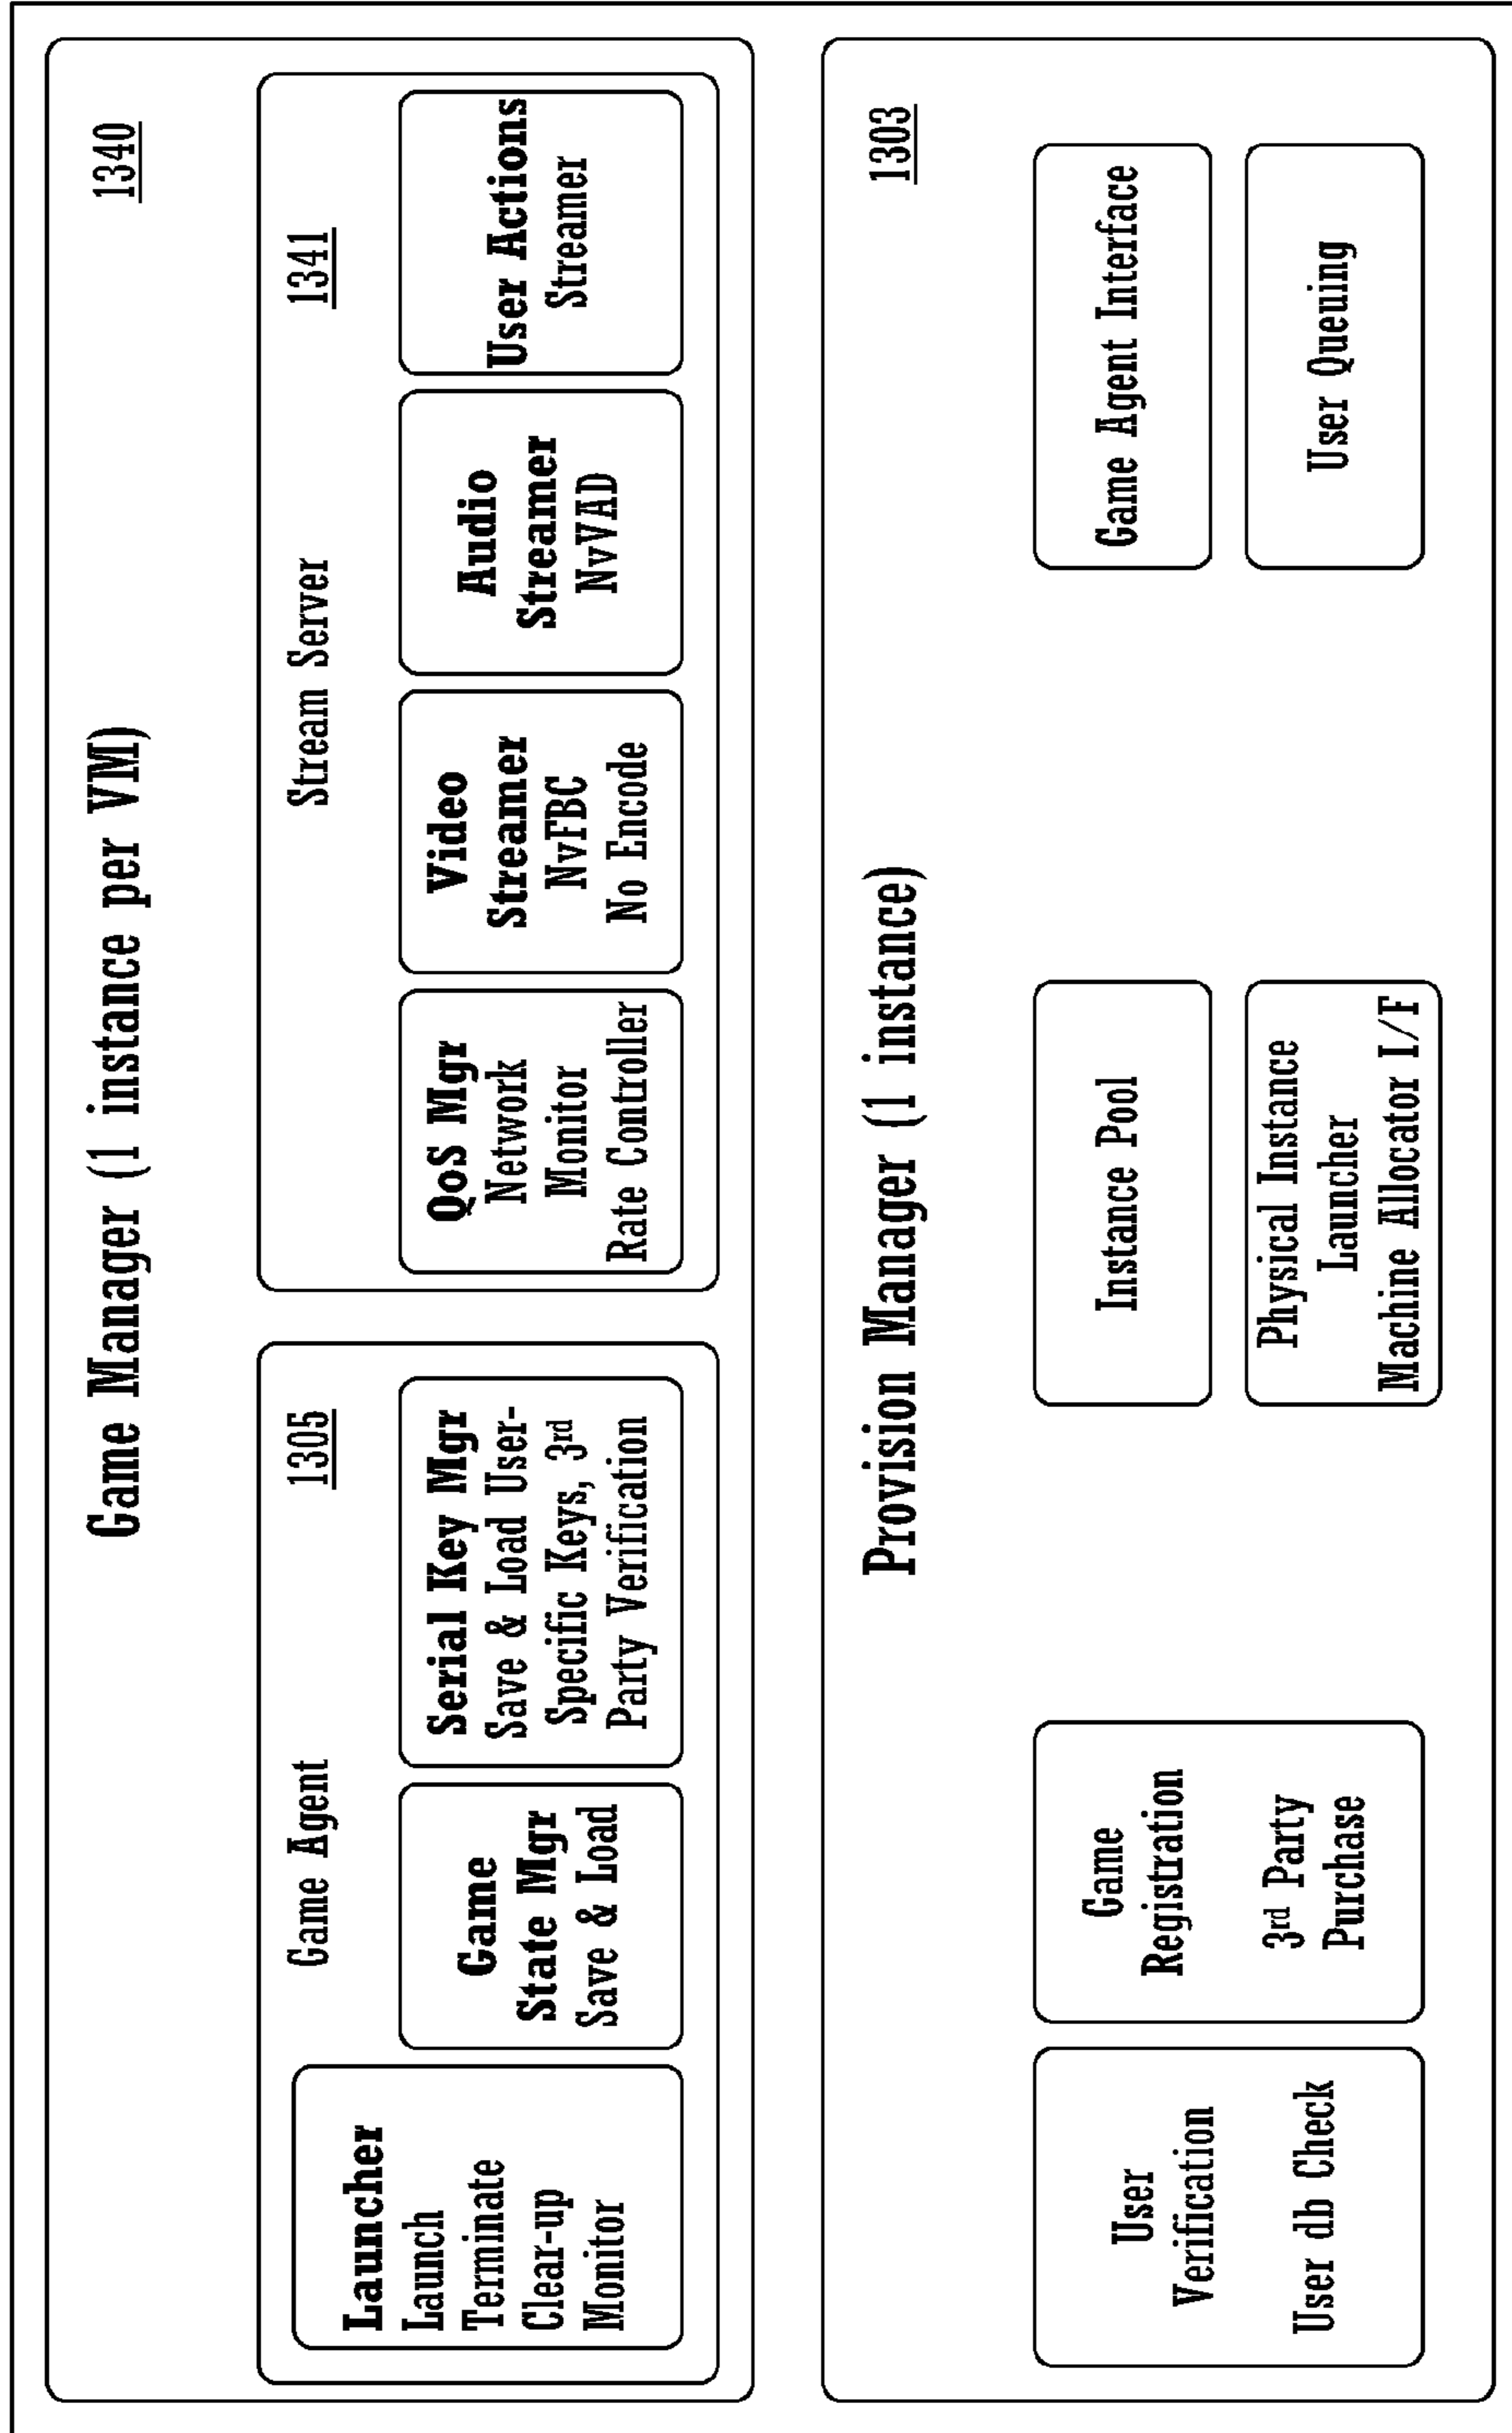 Game Manager (1 instance per VM)
1340
Game Agent
1305
Launcher
Launch
Terminate
Clear-up
Monitor
Game
State Mgr
Save & Load
Serial Key Mgr
Save & Load User-
Specific Keys, 3rd
Party Verification
Stream Server
1341
QoS Mgr
Network
Monitor
Rate Controller
Video
Streamer
NvFBC
No Encode
Audio
Streamer
NvVAD
User Actions
Streamer
Provision Manager (1 instance)
1303
User
Verification
User db Check
Game
Registration
3rd Party
Purchase
Instance Pool
Physical Instance
Launcher
Machine Allocator I/F
Game Agent Interface
User Queuing